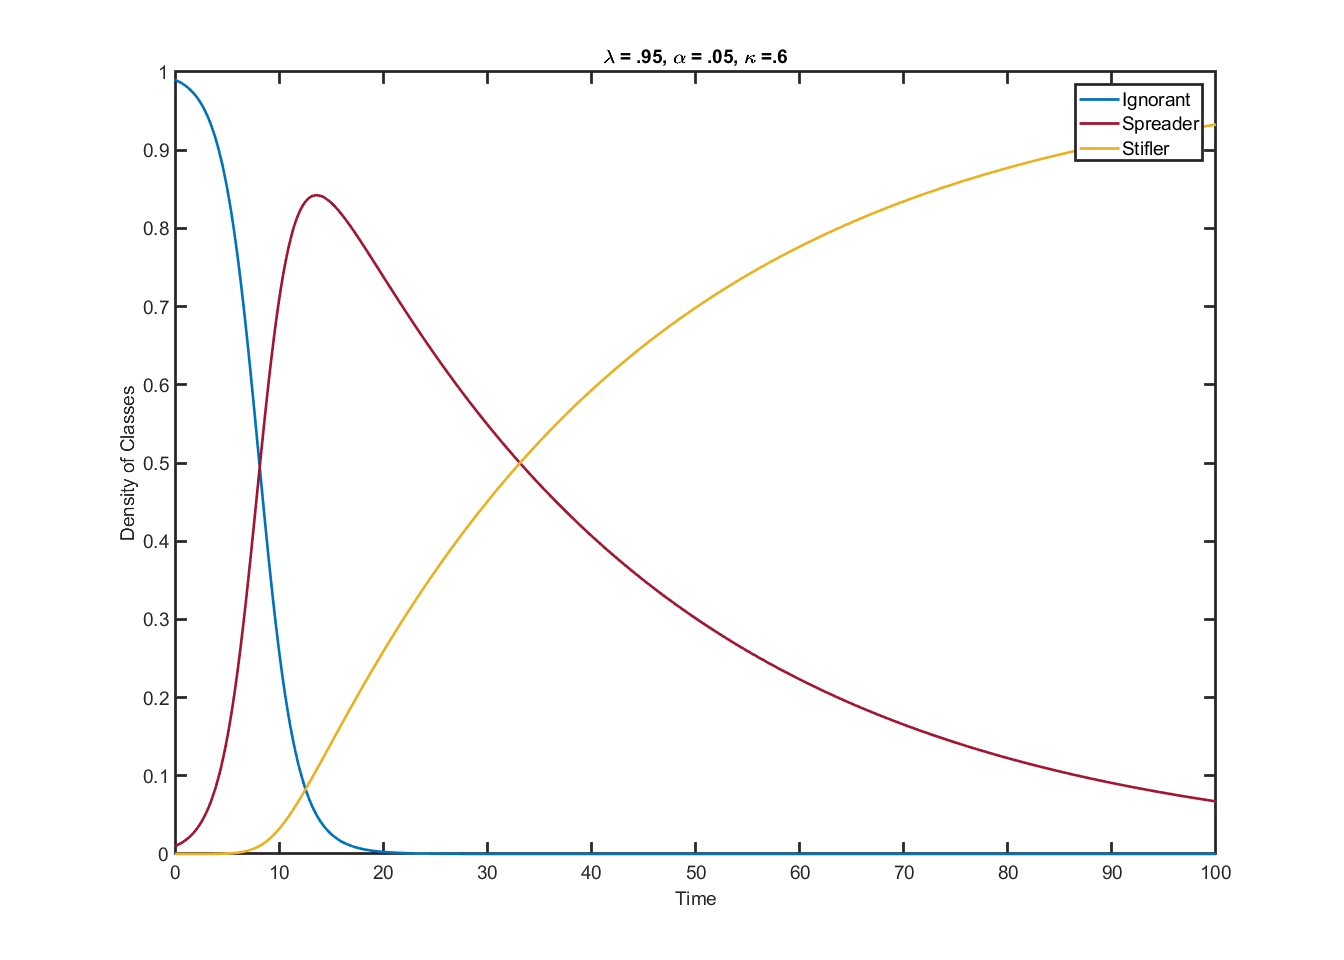 λ = .95, α = .05, κ =.6
Ignorant
Spreader
Stifler
1
0.9
0.8
0.7
0.6
0.5
0.4
0.3
0.2
0.1
0
Density of Classes
0 10 20 30 40 50 60 70 80 90 100
Time